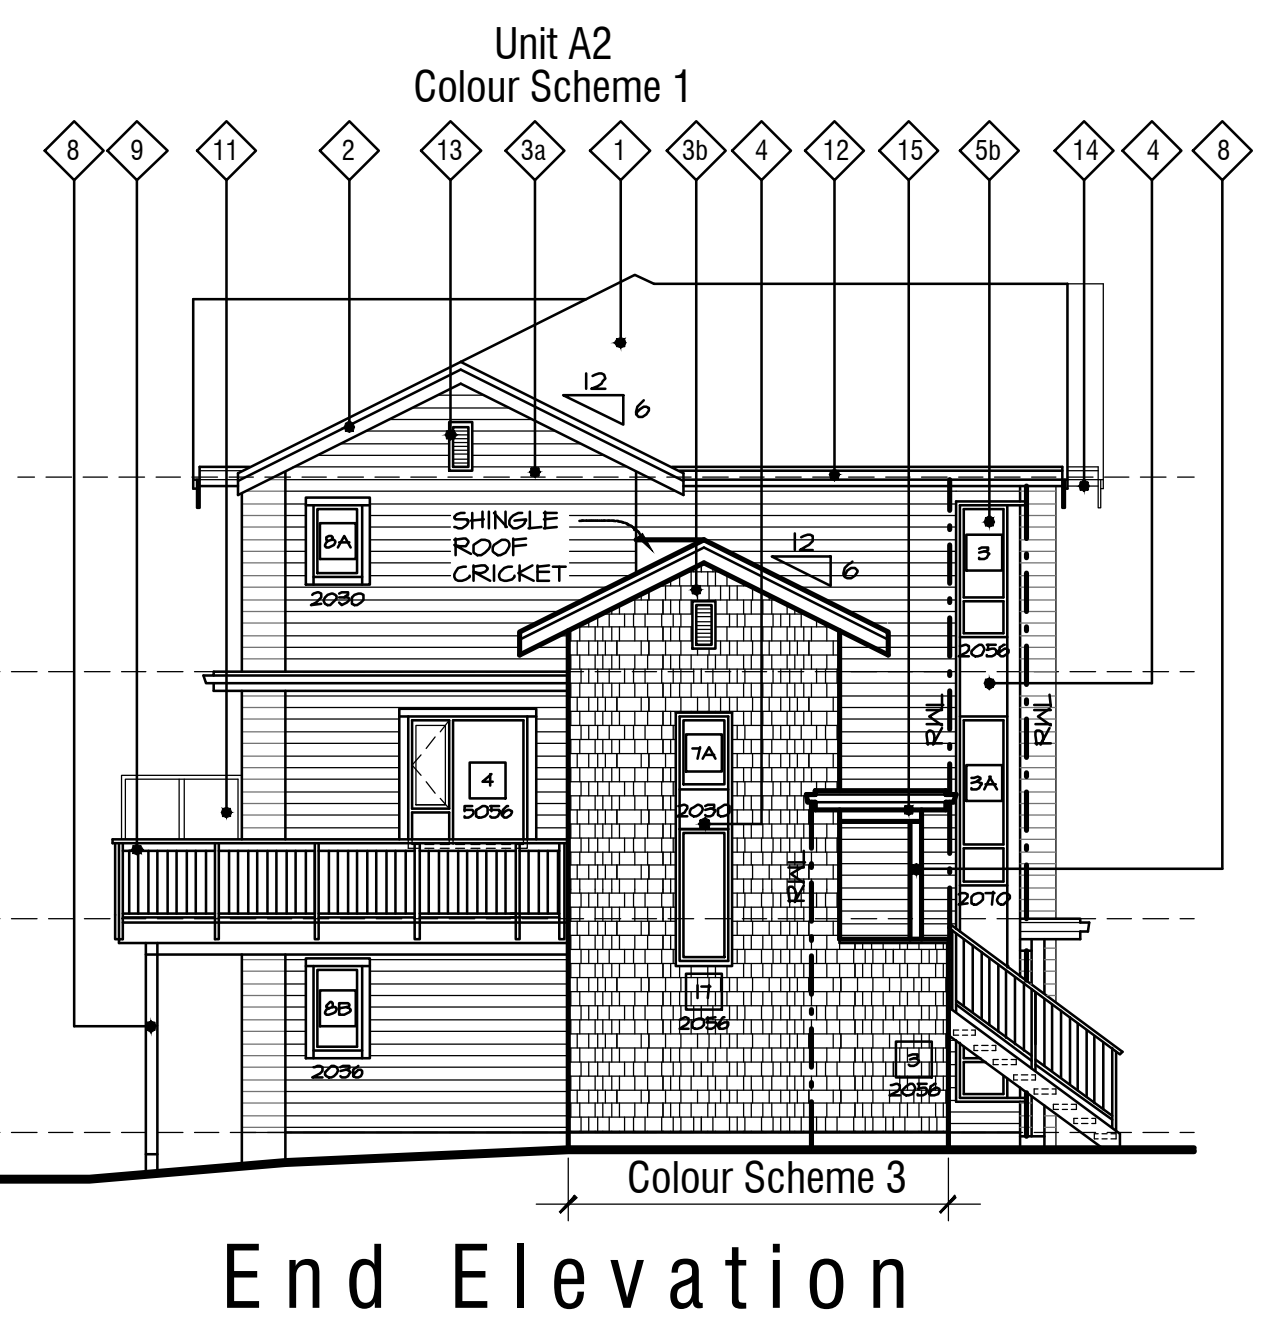 Unit A2
Colour Scheme 1
8 9 11 2 13 3a 1 3b 4 12 15 5b 14 4 8
12
6
SHINGLE
ROOF
CRICKET
12
6
8A
2030
3
2056
RWL
RWL
7A
2030
4
5056
3A
2070
RWL
8B
2036
17
2056
3
2056
Colour Scheme 3
End Elevation